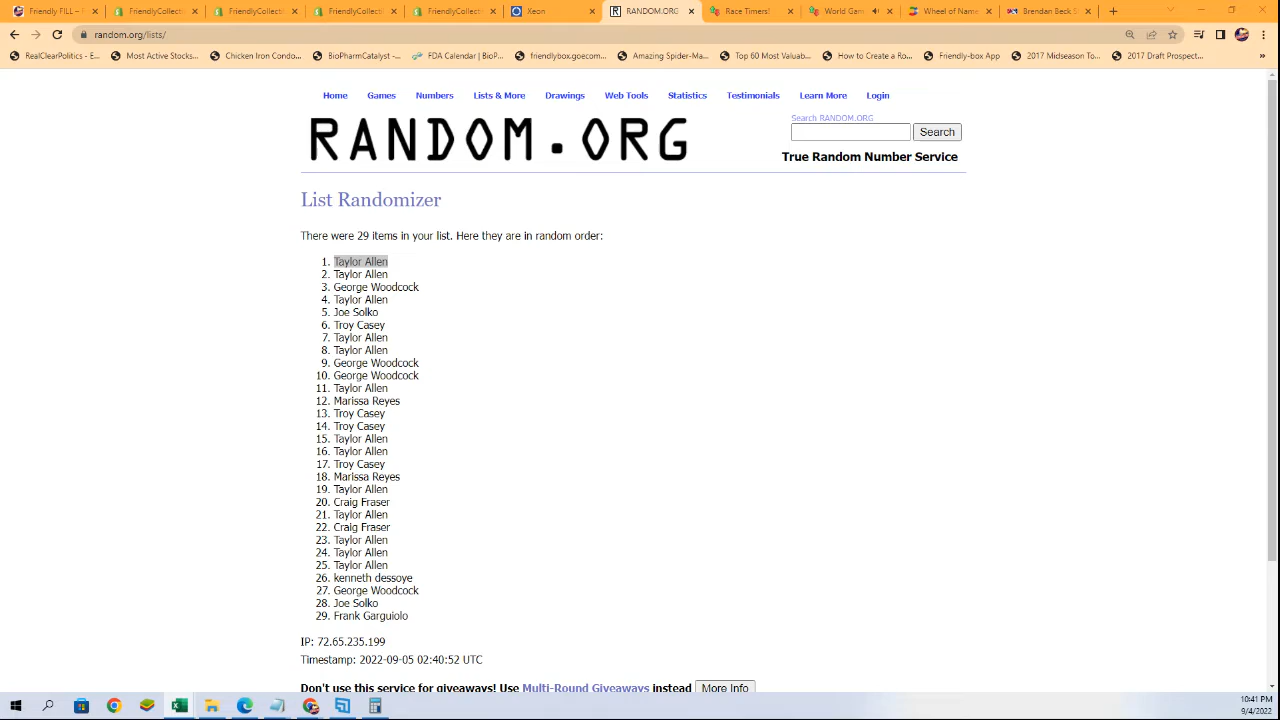 Friendly FILL –
FriendlyCollecti
FriendlyCollecti
FriendlyCollecti
FriendlyCollecti
Xeon
RANDOM.ORG
Race Timers!
World Gam
Wheel of Name
Brendan Beck S
random.org/lists/
RealClearPolitics - E...
Most Active Stocks...
Chicken Iron Condo...
BioPharmCatalyst –...
FDA Calendar | BioP...
friendlybox.goecom...
Amazing Spider-Ma...
Top 60 Most Valuab...
How to Create a Ro...
Friendly-box App
2017 Midseason To...
2017 Draft Prospect...
»
Home Games Numbers Lists & More Drawings Web Tools Statistics Testimonials Learn More Login
RANDOM.ORG
Search RANDOM.ORG
Search
True Random Number Service
List Randomizer
There were 29 items in your list. Here they are in random order:
1. Taylor Allen
2. Taylor Allen
3. George Woodcock
4. Taylor Allen
5. Joe Solko
6. Troy Casey
7. Taylor Allen
8. Taylor Allen
9. George Woodcock
10. George Woodcock
11. Taylor Allen
12. Marissa Reyes
13. Troy Casey
14. Troy Casey
15. Taylor Allen
16. Taylor Allen
17. Troy Casey
18. Marissa Reyes
19. Taylor Allen
20. Craig Fraser
21. Taylor Allen
22. Craig Fraser
23. Taylor Allen
24. Taylor Allen
25. Taylor Allen
26. kenneth dessoye
27. George Woodcock
28. Joe Solko
29. Frank Garguiolo
IP: 72.65.235.199
Timestamp: 2022-09-05 02:40:52 UTC
Don't use this service for giveaways! Use Multi-Round Giveaways instead More Info
10:41 PM
9/4/2022